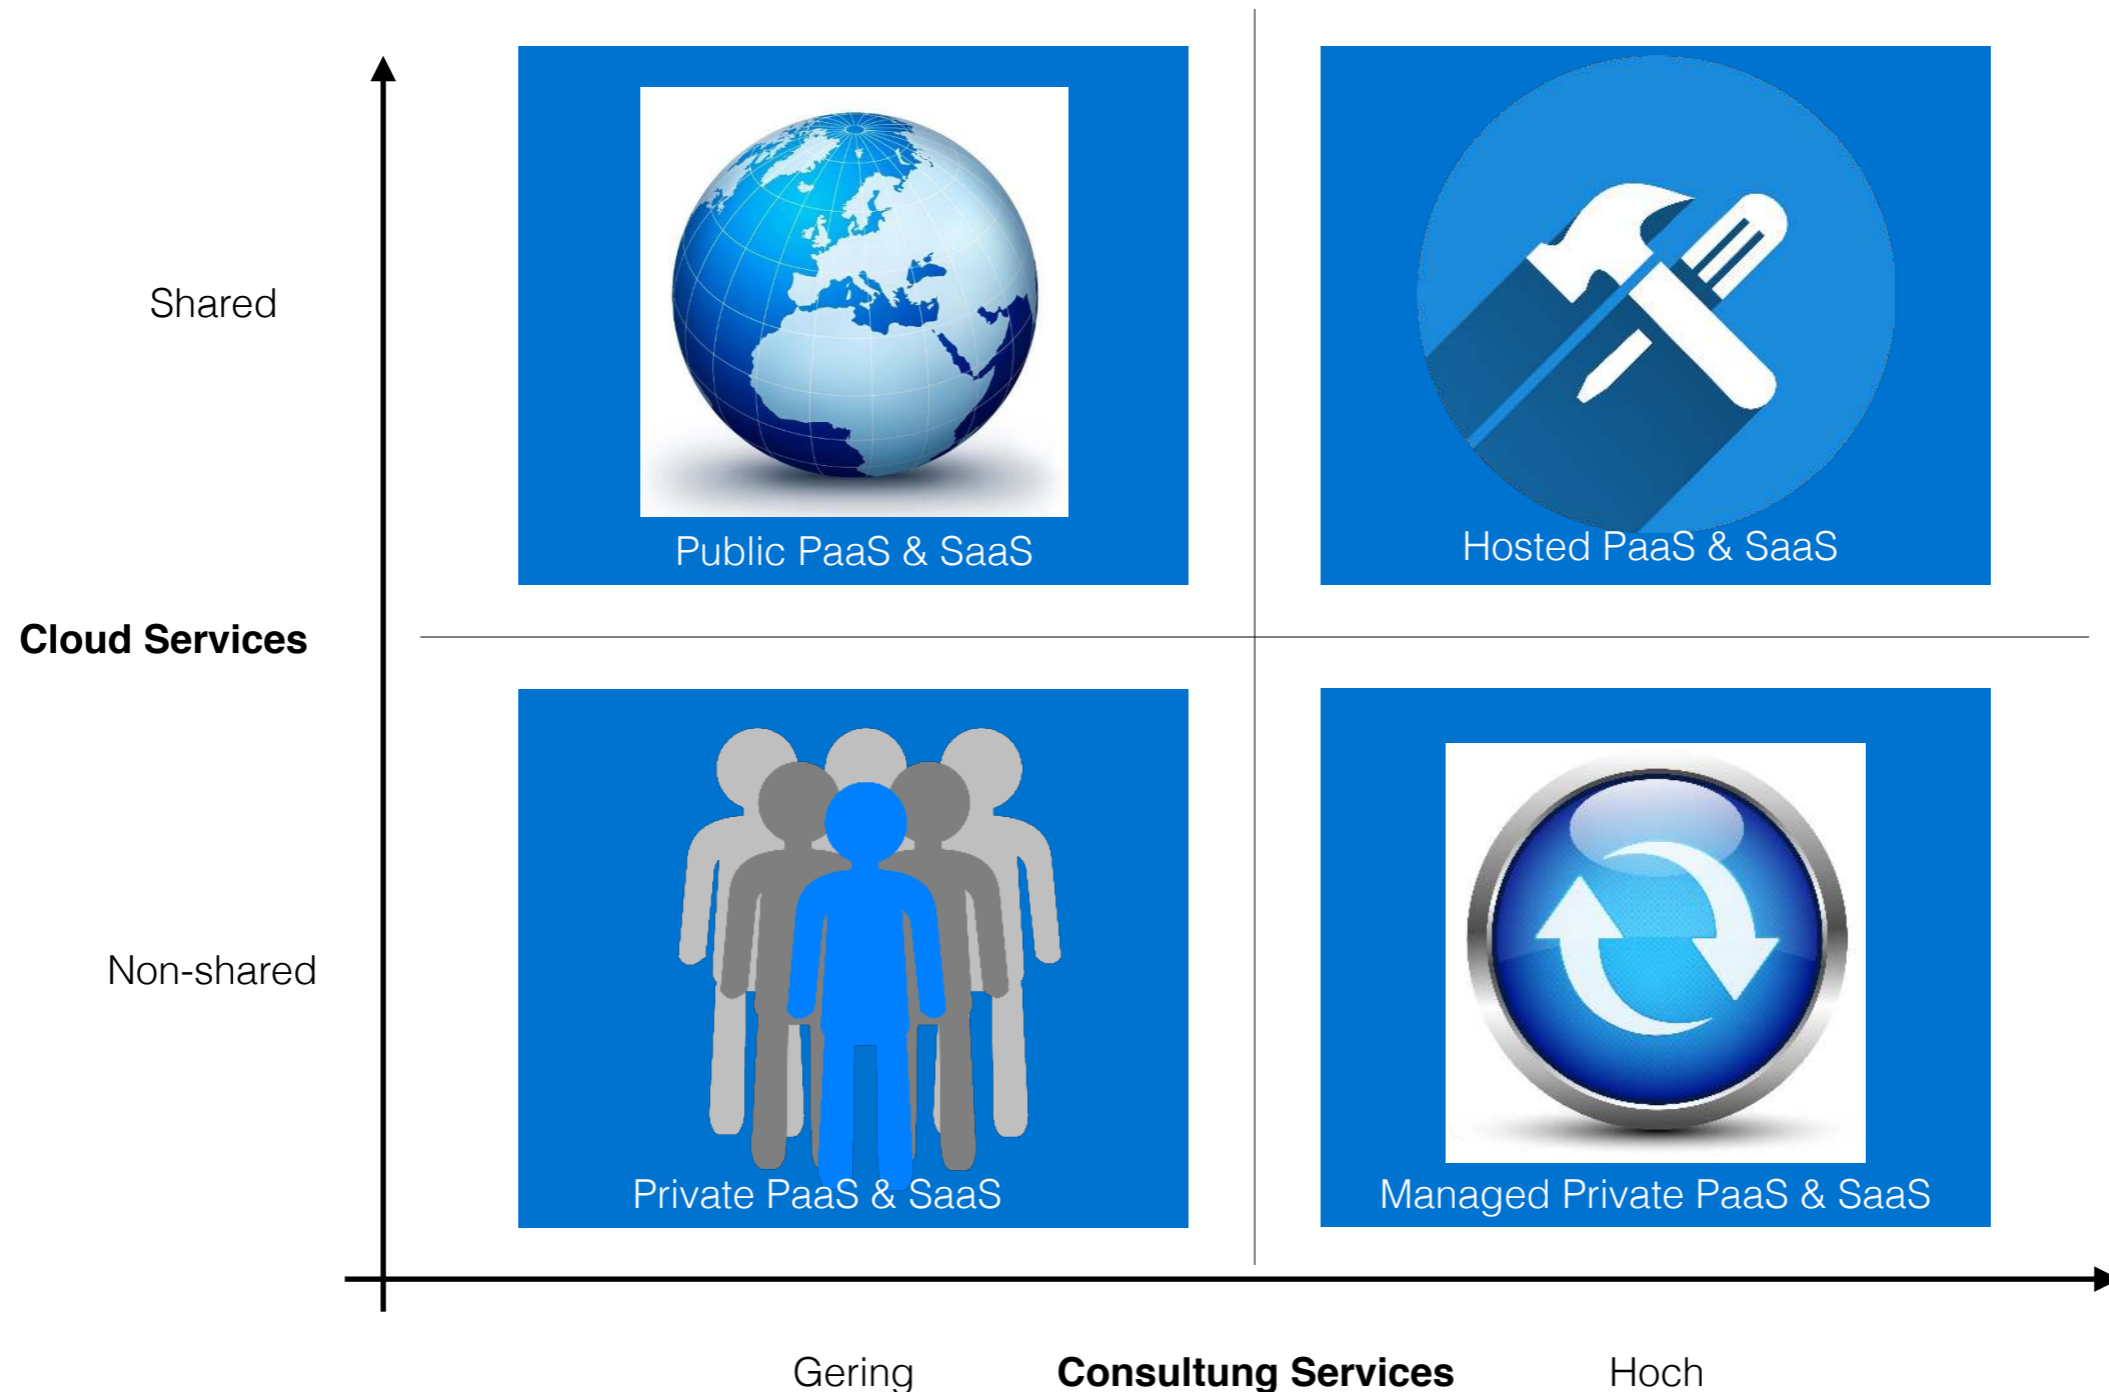 Shared
Public PaaS & SaaS
Hosted PaaS & SaaS
Cloud Services
Non-shared
Private PaaS & SaaS
Managed Private PaaS & SaaS
Gering
Consultung Services
Hoch